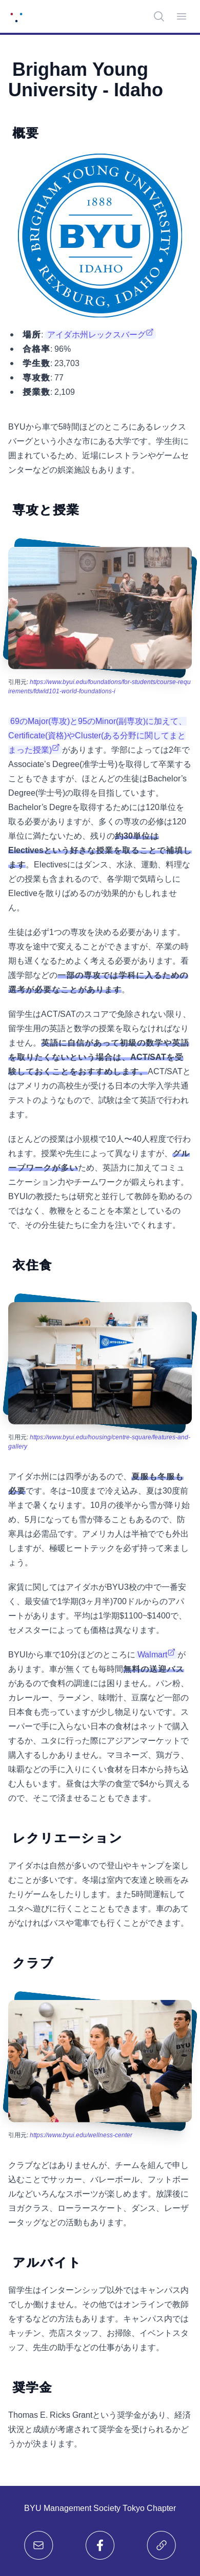 Brigham Young
University - Idaho
概要
BRIGHAM YOUNG UNIVERSITY
1888
BYU
IDAHO
REXBURG, IDAHO
場所: アイダホ州レックスバーグ
合格率: 96%
学生数: 23,703
専攻数: 77
授業数: 2,109
BYUから車で5時間ほどのところにあるレックス
バーグという小さな市にある大学です。学生街に
囲まれているため、近場にレストランやゲームセ
ンターなどの娯楽施設もあります。
専攻と授業
引用元: https://www.byui.edu/foundations/for-students/course-requ
irements/fdwld101-world-foundations-i
69のMajor(専攻)と95のMinor(副専攻)に加えて、
Certificate(資格)やCluster(ある分野に関してまと
まった授業)があります。学部によっては2年で
Associate's Degree(准学士号)を取得して卒業する
こともできますが、ほとんどの生徒はBachelor's
Degree(学士号)の取得を目指しています。
Bachelor's Degreを取得するためには120単位を
取る必要がありますが、多くの専攻の必修は120
単位に満たないため、残りの約30単位は
Electivesという好きな授業を取ることで補填しま
す。Electivesにはダンス、水泳、運動、料理など
の授業も含まれるので、各学期で気晴らしに
Electiveを散りばめるのが効果的かもしれませ
ん。
生徒は必ず1つの専攻を決める必要があります。
専攻を途中で変えることができますが、卒業の時
期も遅くなるためよく考える必要があります。看
護学部などの一部の専攻では学科に入るための
選考が必要なことがあります。
留学生はACT/SATのスコアで免除されない限り、
留学生用の英語と数学の授業を取らなければなり
ません。英語に自信があって初級の数学や英語
を取りたくないという場合は、ACT/SATを受
験しておくことをおすすめします。ACT/SATと
はアメリカの高校生が受ける日本の大学入学共通
テストのようなもので、試験は全て英語で行われ
ます。
ほとんどの授業は小規模で10人〜40人程度で行わ
れます。授業や先生によって異なりますが、グル
ープワークが多いため、英語力に加えてコミュ
ニケーション力やチームワークが鍛えられます。
BYUIの教授たちは研究と並行して教師を勤めるの
ではなく、教鞭をとることを本業としているの
で、その分生徒たちに全力を注いでくれます。
衣住食
引用元: https://www.byui.edu/housing/centre-square/features-and-
gallery
アイダホ州には四季があるので、夏服も冬服も
必要です。冬は−10度まで冷え込み、夏は30度前
半まで暑くなります。10月の後半から雪が降り始
め、5月になっても雪が降ることもあるので、防
寒具は必需品です。アメリカ人は半袖ででも外出
しますが、極暖ヒートテックを必ず持って来まし
ょう。
家賃に関してはアイダホがBYU3校の中で一番安
く、最安値で1学期(3ヶ月半)700ドルからのアパ
ートがあります。平均は1学期$1100~$1400で、
セメスターによっても価格は異なります。
BYUIから車で10分ほどのところにWalmartが
あります。車が無くても毎時間無料の送迎バス
があるので食料の調達には困りません。パン粉、
カレールー、ラーメン、味噌汁、豆腐など一部の
日本食も売っていますが少し物足りないです。ス
ーパーで手に入らない日本の食材はネットで購入
するか、ユタに行った際にアジアンマーケットで
購入するしかありません。マヨネーズ、鶏ガラ、
味覇などの手に入りにくい食材を日本から持ち込
む人もいます。昼食は大学の食堂で$4から買える
ので、そこで済ませることもできます。
レクリエーション
アイダホは自然が多いので登山やキャンプを楽し
むことが多いです。冬場は室内で友達と映画をみ
たりゲームをしたりします。また5時間運転して
ユタへ遊びに行くことこともできます。車のあて
がなければバスや電車でも行くことができます。
クラブ
引用元: https://www.byui.edu/wellness-center
クラブなどはありませんが、チームを組んで申し
込むことでサッカー、バレーボール、フットボー
ルなどいろんなスポーツが楽しめます。放課後に
ヨガクラス、ローラースケート、ダンス、レーザ
ータッグなどの活動もあります。
アルバイト
留学生はインターンシップ以外ではキャンパス内
でしか働けません。その他ではオンラインで教師
をするなどの方法もあります。キャンパス内では
キッチン、売店スタッフ、お掃除、イベントスタ
ッフ、先生の助手などの仕事があります。
奨学金
Thomas E. Ricks Grantという奨学金があり、経済
状況と成績が考慮されて奨学金を受けられるかど
うかが決まります。
BYU Management Society Tokyo Chapter